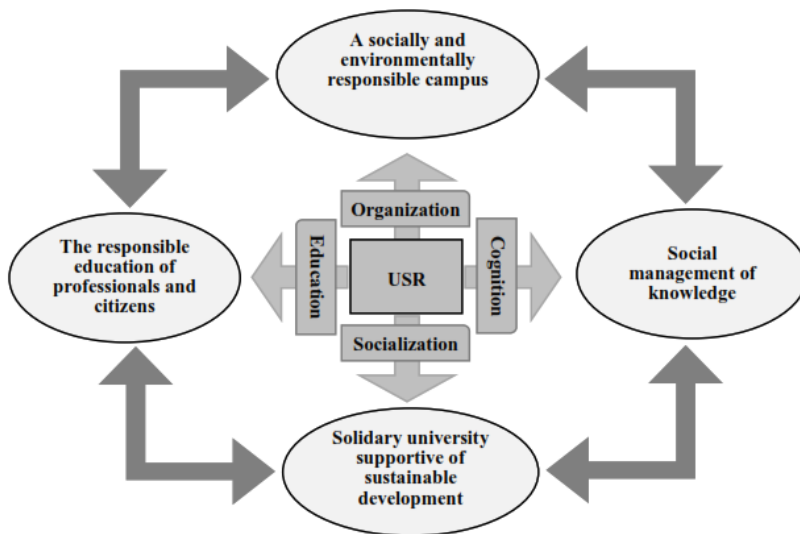 A socially and
environmentally
responsible campus
Organization
The responsible
education of
professionals and
citizens
Education
USR
Cognition
Social
management of
knowledge
Socialization
Solidary university
supportive of
sustainable
development